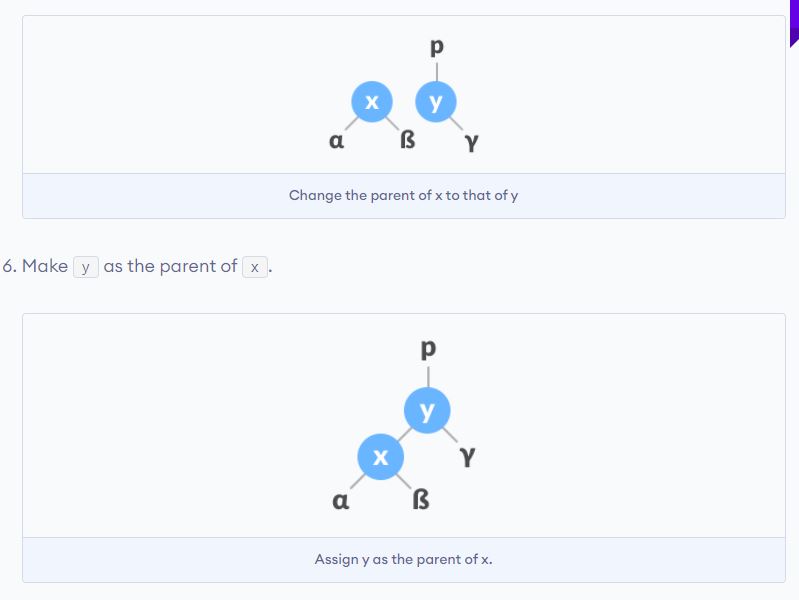 p
x y
α ß γ
Change the parent of x to that of y
6. Make y as the parent of x.
p
y
x γ
α ß
Assign y as the parent of x.